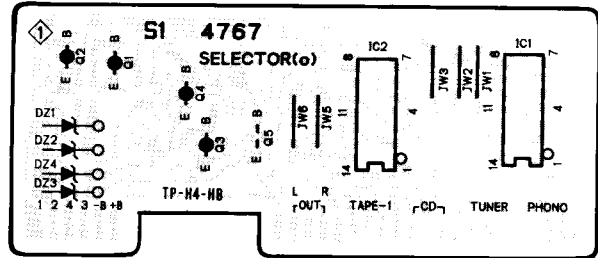 1 S1 4767
SELECTOR(o)
B Q2 E
B Q1 E
B Q4 E
B Q3 E
B Q5 E
DZ1
DZ2
DZ4
DZ3
1 2 4 3 -B +B
TP-H4-HB
JW6 JW5
IC2
8 7
11 4
14 1
JW3 JW2 JW1
IC1
8 7
11 4
14 1
L R
OUT TAPE-1 CD TUNER PHONO